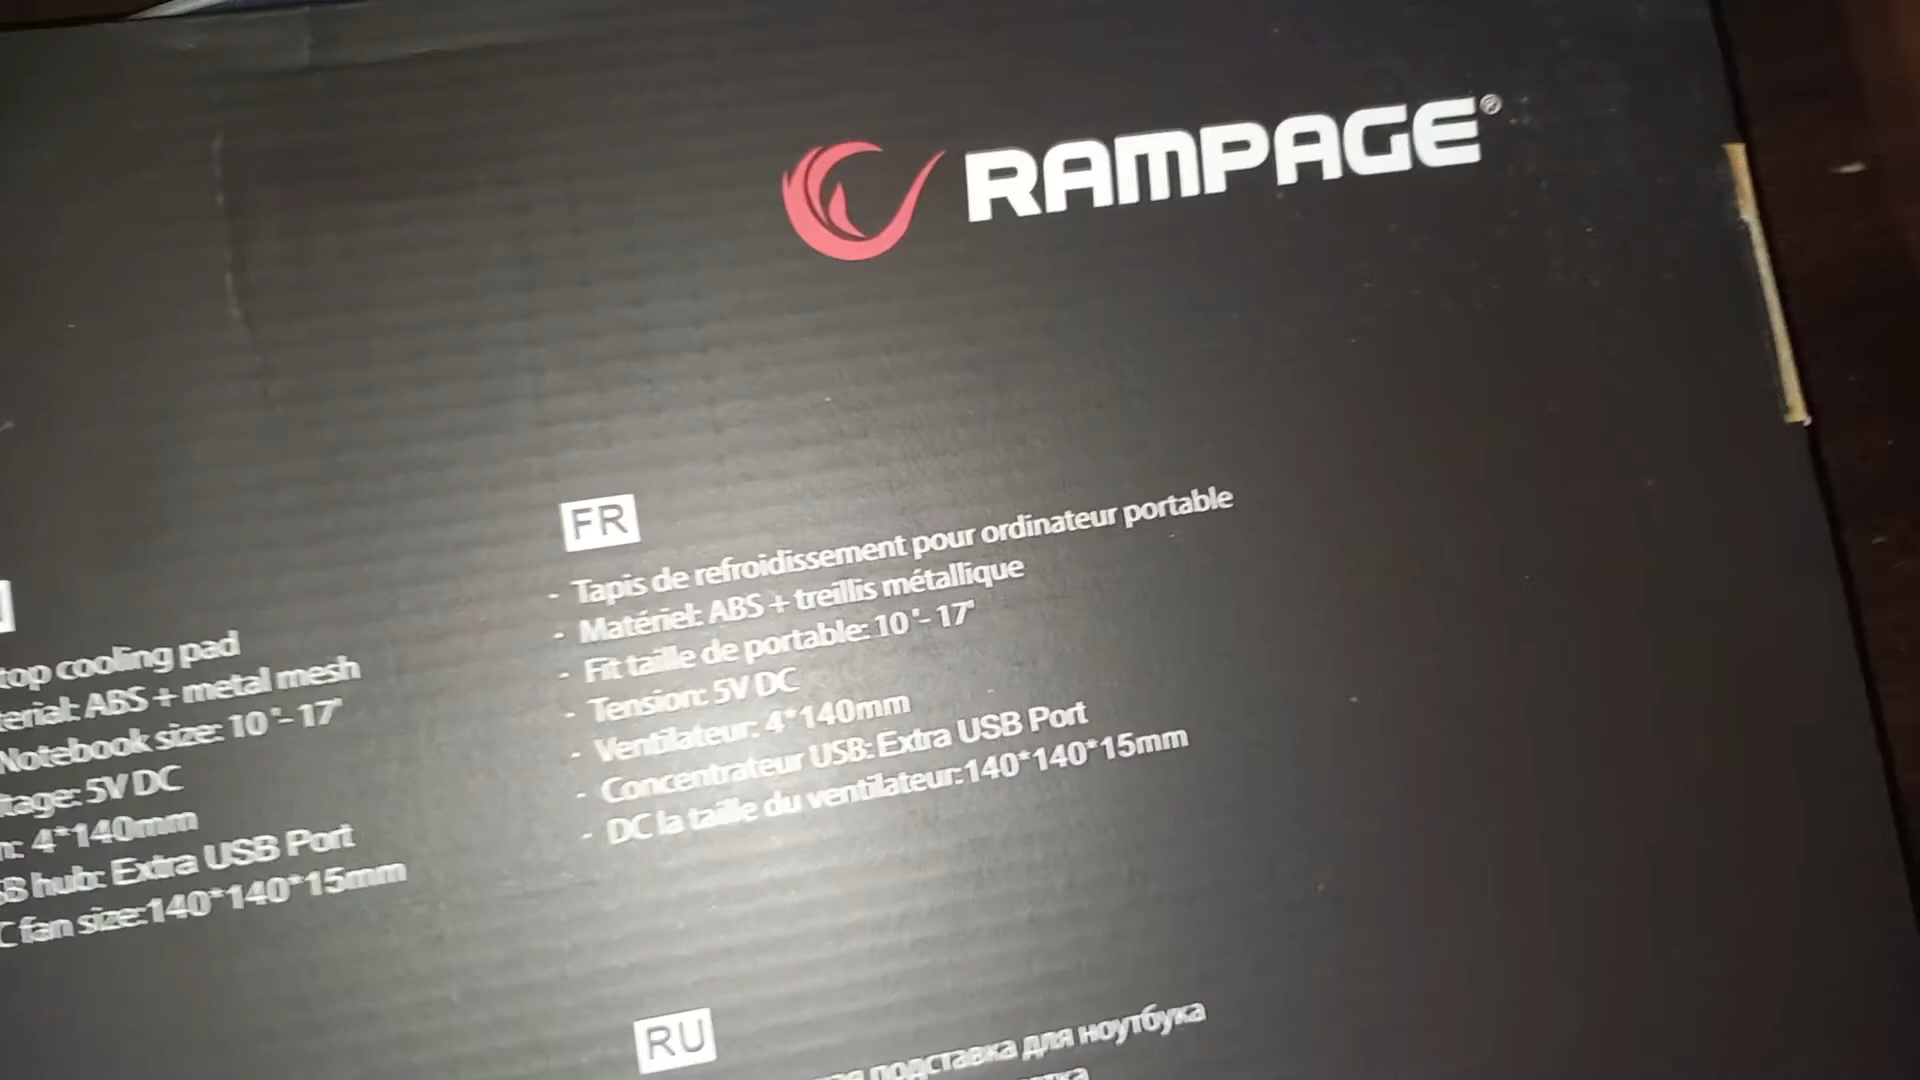 RAMPAGE®
top cooling pad
ABS + metal mesh
Notebook size: 10"- 17"
5V DC
4*140mm
hub: Extra USB Port
fan size:140*140*15mm
FR
- Tapis de refroidissement pour ordinateur portable
- Matériel: ABS + treillis métallique
- Fit taille de portable: 10"- 17"
- Tension: 5V DC
- Ventilateur: 4*140mm
- Concentrateur USB: Extra USB Port
- DC la taille du ventilateur:140*140*15mm
RU
подставка для ноутбука